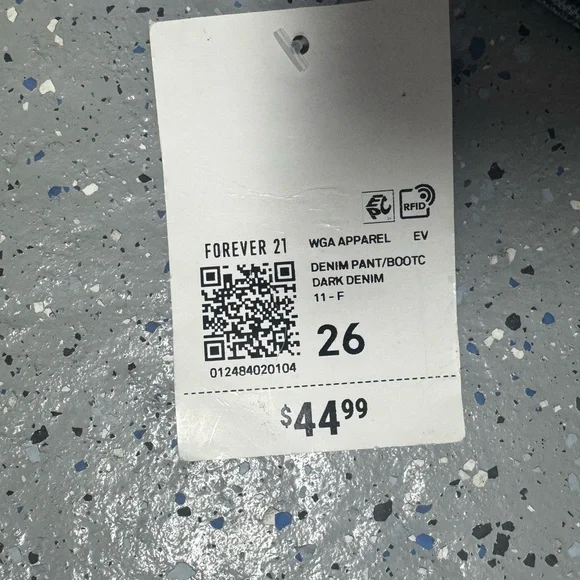 EPC
RFID
FOREVER 21
WGA APPAREL EV
DENIM PANT/BOOTC
DARK DENIM
11 - F
26
012484020104
$44.99